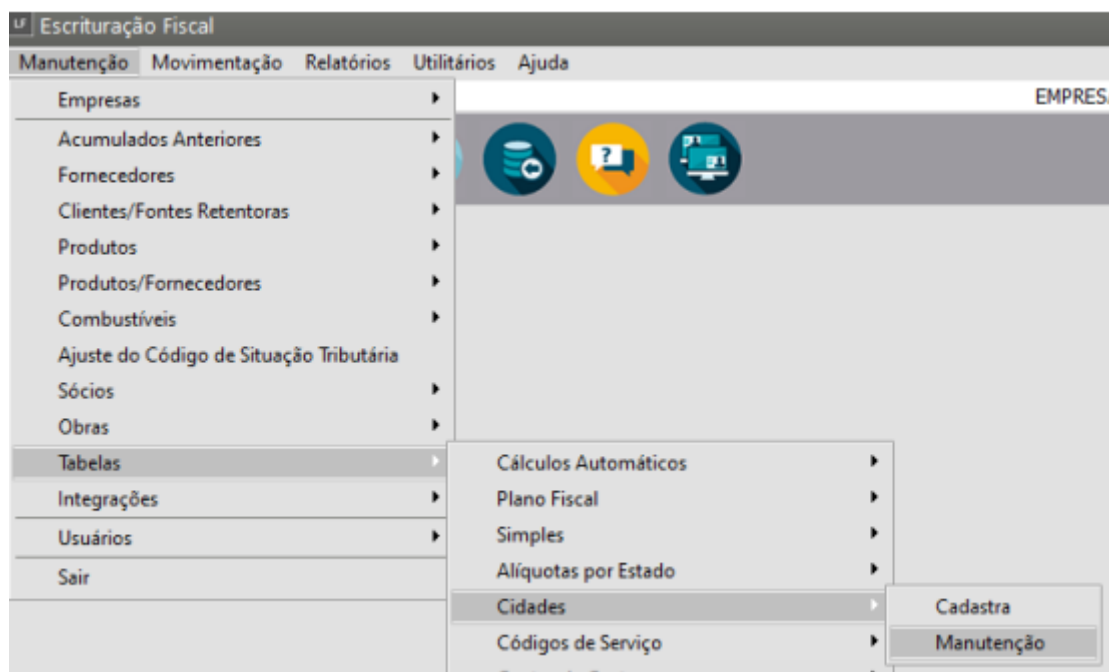 LF Escrituração Fiscal
Manutenção Movimentação Relatórios Utilitários Ajuda
Empresas
EMPRES
Acumulados Anteriores
Fornecedores
Clientes/Fontes Retentoras
Produtos
Produtos/Fornecedores
Combustíveis
Ajuste do Código de Situação Tributária
Sócios
Obras
Tabelas
Integrações
Usuários
Sair
Cálculos Automáticos
Plano Fiscal
Simples
Alíquotas por Estado
Cidades
Códigos de Serviço
Cadastra
Manutenção